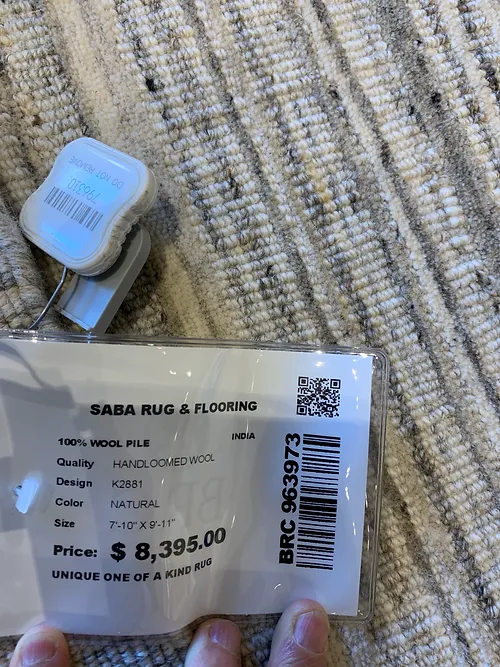 DO NOT REMOVE
796310
SABA RUG & FLOORING
100% WOOL PILE INDIA
Quality HANDLOOMED WOOL
Design K2881
Color NATURAL
Size 7'-10" X 9'-11"
Price: $ 8,395.00
UNIQUE ONE OF A KIND RUG
BRC 963973